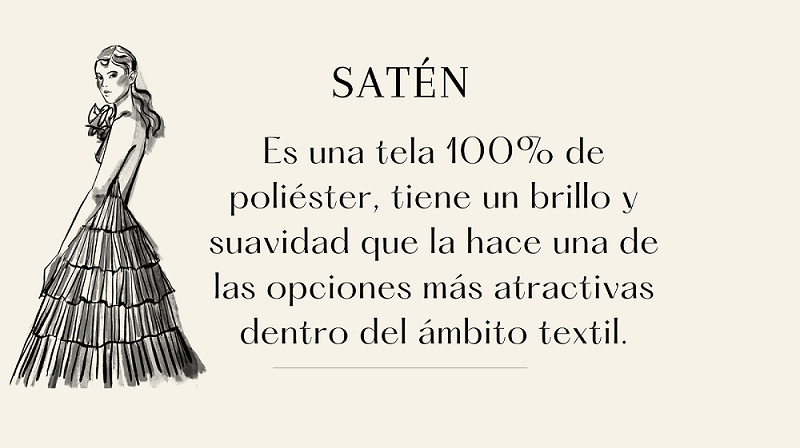 SATÉN
Es una tela 100% de
poliéster, tiene un brillo y
suavidad que la hace una de
las opciones más atractivas
dentro del ámbito textil.